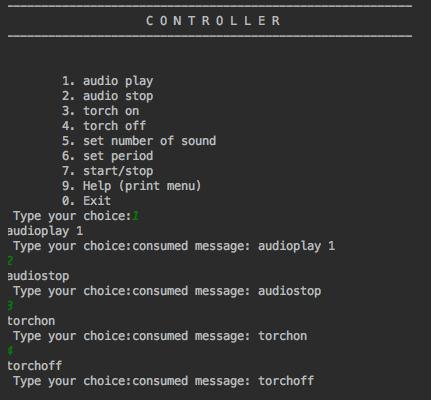 C O N T R O L L E R
1. audio play
2. audio stop
3. torch on
4. torch off
5. set number of sound
6. set period
7. start/stop
9. Help (print menu)
0. Exit
Type your choice:1
audioplay 1
Type your choice:consumed message: audioplay 1
2
audiostop
Type your choice:consumed message: audiostop
3
torchon
Type your choice:consumed message: torchon
4
torchoff
Type your choice:consumed message: torchoff